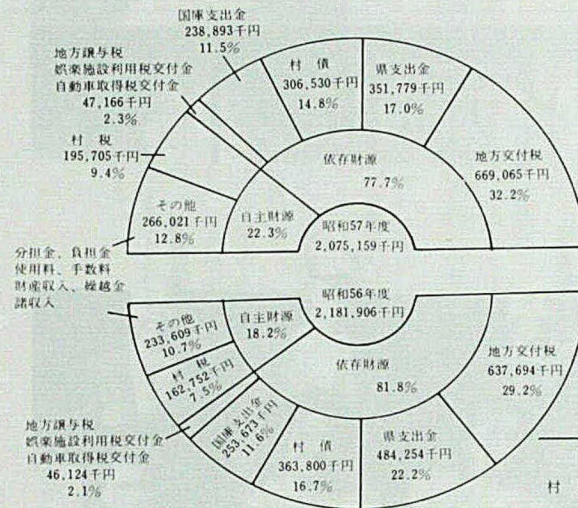 国庫支出金
238,893千円
11.5%
地方譲与税
娯楽施設利用税交付金
自動車取得税交付金
47,166千円
2.3%
村税
195,705千円
9.4%
その他
266,021千円
12.8%
分担金、負担金
使用料、手数料
財産収入、繰越金
諸収入
村債
306,530千円
14.8%
県支出金
351,779千円
17.0%
地方交付税
669,065千円
32.2%
依存財源
77.7%
自主財源
22.3%
昭和57年度
2,075,159千円
昭和56年度
2,181,906千円
自主財源
18.2%
依存財源
81.8%
その他
233,609千円
10.7%
村税
162,752千円
7.5%
地方譲与税
娯楽施設利用税交付金
自動車取得税交付金
46,124千円
2.1%
国庫支出金
253,673千円
11.6%
村債
363,800千円
16.7%
県支出金
484,254千円
22.2%
地方交付税
637,694千円
29.2%
村